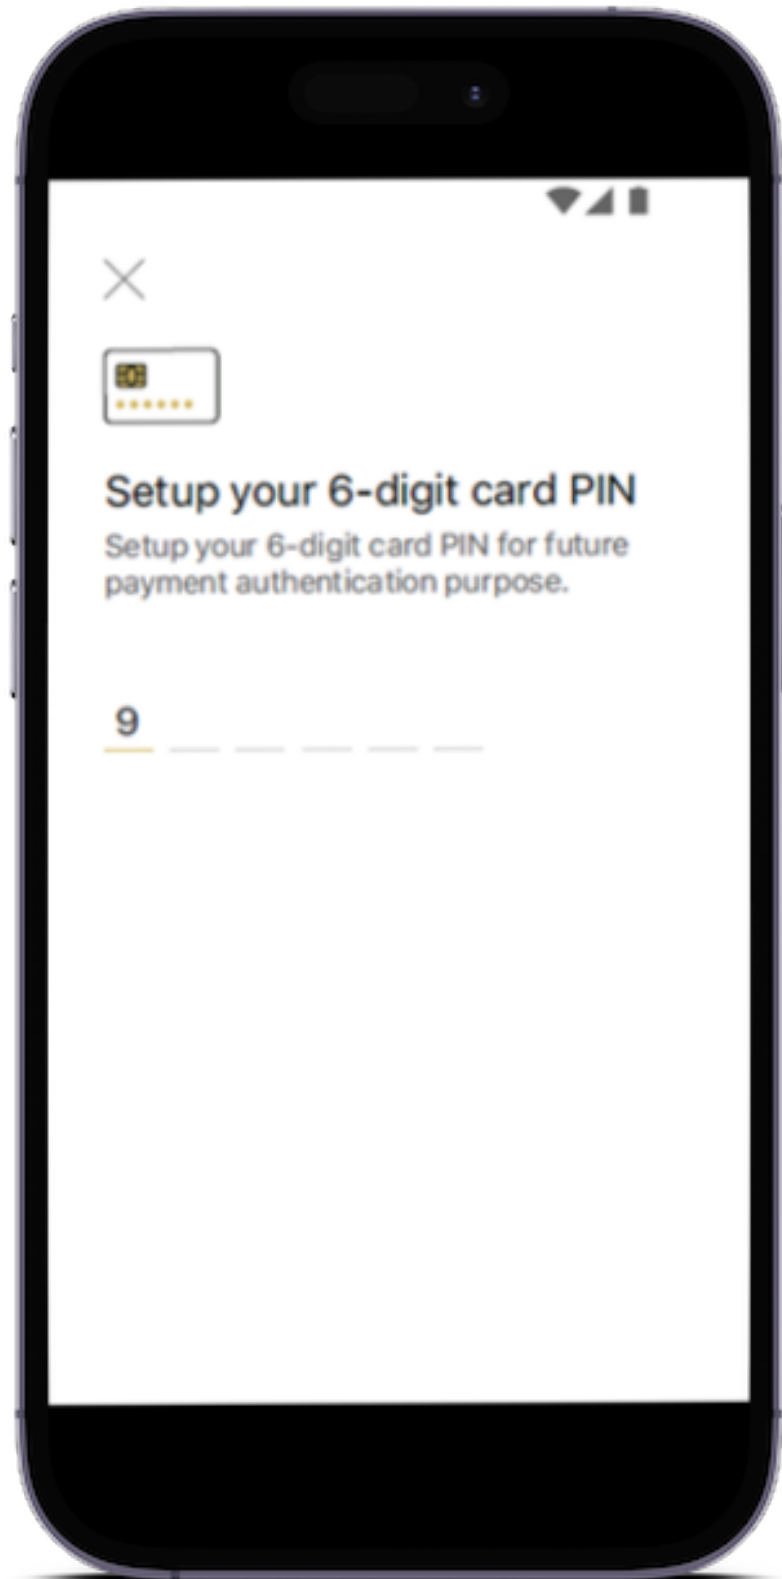 Setup your 6-digit card PIN
Setup your 6-digit card PIN for future
payment authentication purpose.
9